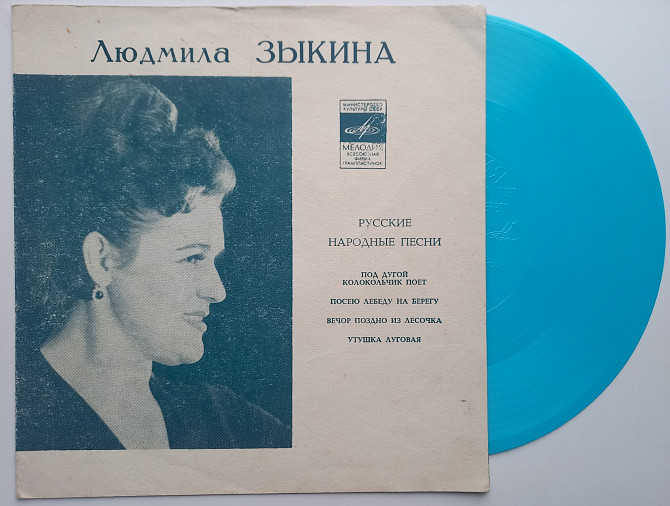 Людмила ЗЫКИНА
МИНИСТЕРСТВО
КУЛЬТУРЫ СССР
МЕЛОДИЯ
ВСЕСОЮЗНАЯ
ФИРМА
ГРАМПЛАСТИНОК
РУССКИЕ
НАРОДНЫЕ ПЕСНИ
ПОД ДУГОЙ
КОЛОКОЛЬЧИК ПОЕТ
ПОСЕЮ ЛЕБЕДУ НА БЕРЕГУ
ВЕЧОР ПОЗДНО ИЗ ЛЕСОЧКА
УТУШКА ЛУГОВАЯ